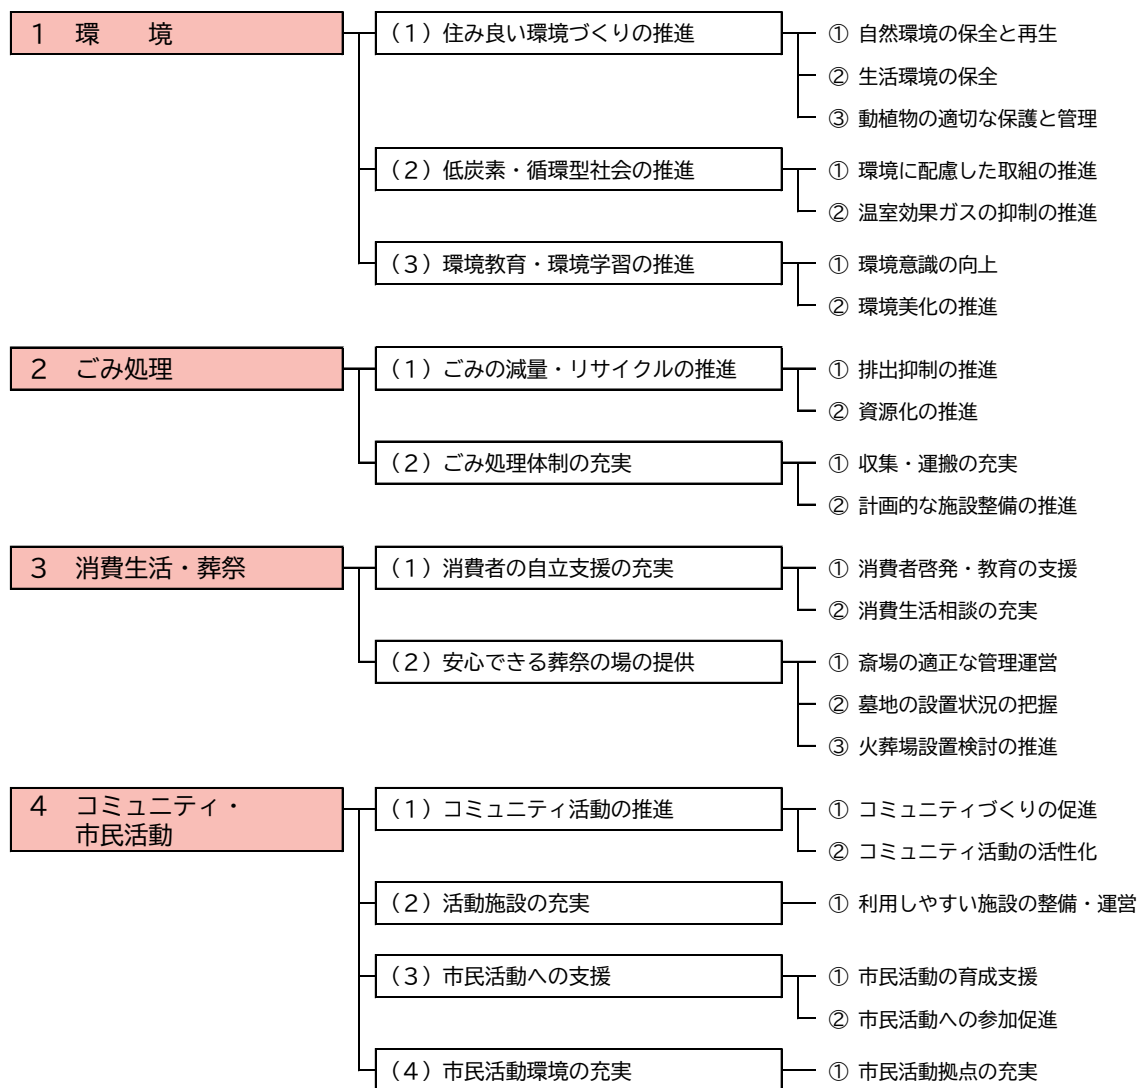 1 環　　境
（1）住み良い環境づくりの推進
① 自然環境の保全と再生
② 生活環境の保全
③ 動植物の適切な保護と管理
（2）低炭素・循環型社会の推進
① 環境に配慮した取組の推進
② 温室効果ガスの抑制の推進
（3）環境教育・環境学習の推進
① 環境意識の向上
② 環境美化の推進
2 ごみ処理
（1）ごみの減量・リサイクルの推進
① 排出抑制の推進
② 資源化の推進
（2）ごみ処理体制の充実
① 収集・運搬の充実
② 計画的な施設整備の推進
3 消費生活・葬祭
（1）消費者の自立支援の充実
① 消費者啓発・教育の支援
② 消費生活相談の充実
（2）安心できる葬祭の場の提供
① 斎場の適正な管理運営
② 墓地の設置状況の把握
③ 火葬場設置検討の推進
4 コミュニティ・
市民活動
（1）コミュニティ活動の推進
① コミュニティづくりの促進
② コミュニティ活動の活性化
（2）活動施設の充実
① 利用しやすい施設の整備・運営
（3）市民活動への支援
① 市民活動の育成支援
② 市民活動への参加促進
（4）市民活動環境の充実
① 市民活動拠点の充実